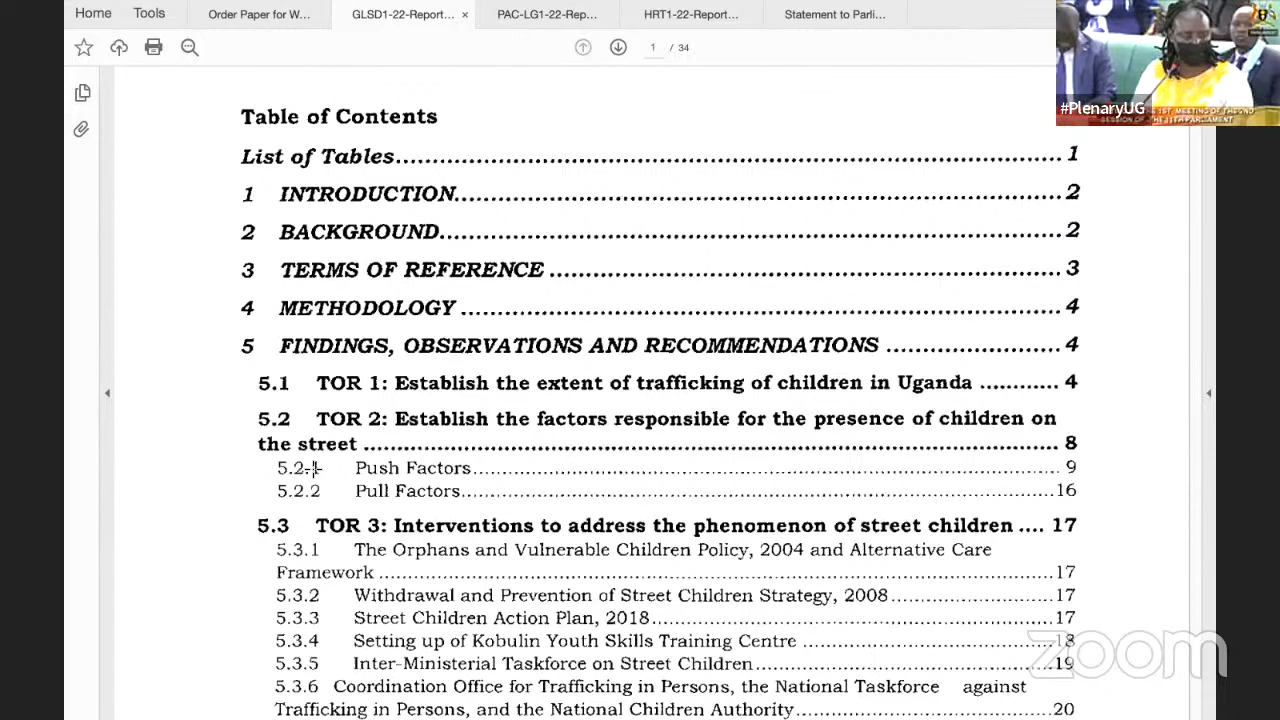 Home Tools Order Paper for W... GLSD1-22-Report... × PAC-LG1-22-Rep... HRT1-22-Report... Statement to Parli...
1 / 34
#PlenaryUG
SESSION OF THE 11TH PARLIAMENT
Table of Contents
List of Tables 1
1 INTRODUCTION 2
2 BACKGROUND 2
3 TERMS OF REFERENCE 3
4 METHODOLOGY 4
5 FINDINGS, OBSERVATIONS AND RECOMMENDATIONS 4
5.1 TOR 1: Establish the extent of trafficking of children in Uganda 4
5.2 TOR 2: Establish the factors responsible for the presence of children on
the street 8
5.2.1 Push Factors 9
5.2.2 Pull Factors 16
5.3 TOR 3: Interventions to address the phenomenon of street children 17
5.3.1 The Orphans and Vulnerable Children Policy, 2004 and Alternative Care
Framework 17
5.3.2 Withdrawal and Prevention of Street Children Strategy, 2008 17
5.3.3 Street Children Action Plan, 2018 17
5.3.4 Setting up of Kobulin Youth Skills Training Centre 18
5.3.5 Inter-Ministerial Taskforce on Street Children 19
5.3.6 Coordination Office for Trafficking in Persons, the National Taskforce against
Trafficking in Persons, and the National Children Authority 20
zoom